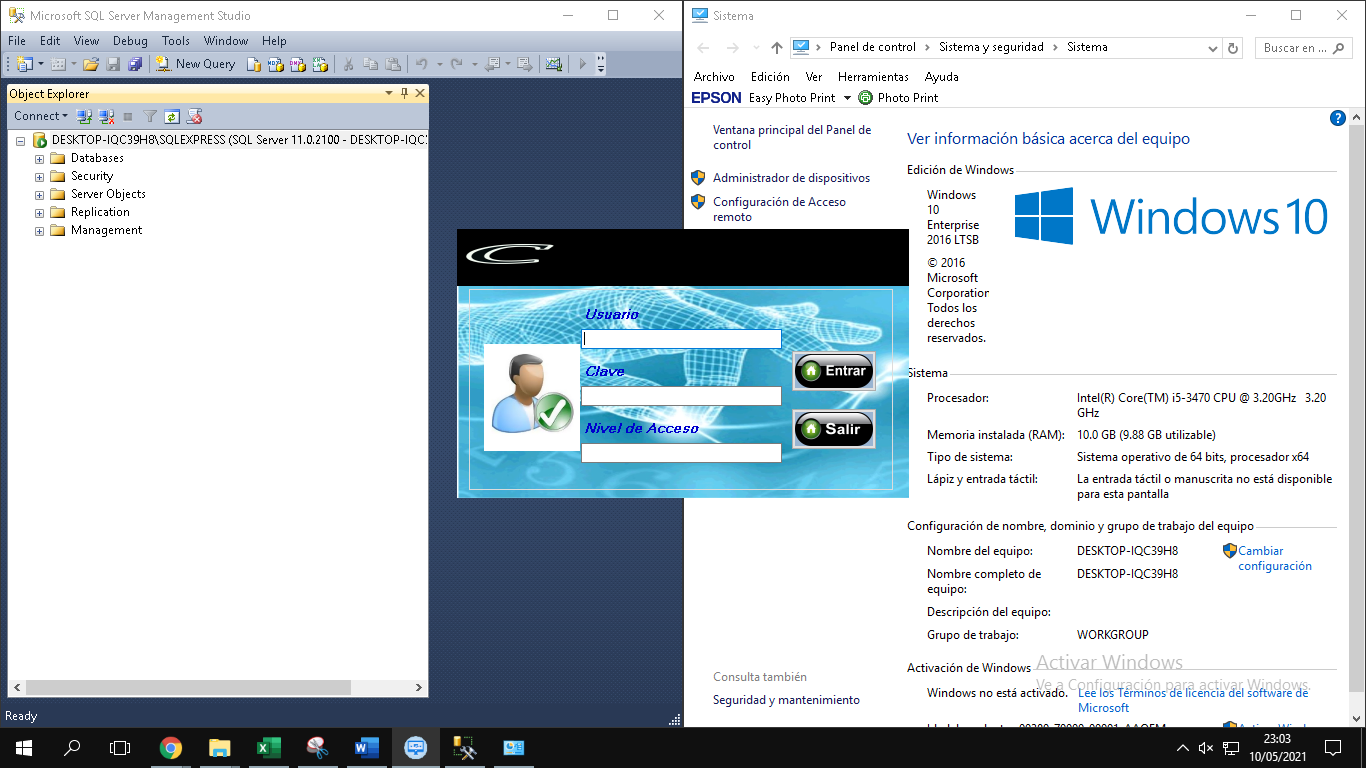 Microsoft SQL Server Management Studio
File Edit View Debug Tools Window Help
New Query
Object Explorer
Connect
DESKTOP-IQC39H8\SQLEXPRESS (SQL Server 11.0.2100 - DESKTOP-IQC
Databases
Security
Server Objects
Replication
Management
Ready
Usuario
Clave
Nivel de Acceso
Entrar
Salir
Sistema
Panel de control > Sistema y seguridad > Sistema
Buscar en ...
Archivo Edición Ver Herramientas Ayuda
EPSON Easy Photo Print Photo Print
Ventana principal del Panel de
control
Administrador de dispositivos
Configuración de Acceso
remoto
Consulta también
Seguridad y mantenimiento
Ver información básica acerca del equipo
Edición de Windows
Windows
10
Enterprise
2016 LTSB
© 2016
Microsoft
Corporation
Todos los
derechos
reservados.
Windows 10
Sistema
Procesador: Intel(R) Core(TM) i5-3470 CPU @ 3.20GHz 3.20
GHz
Memoria instalada (RAM): 10.0 GB (9.88 GB utilizable)
Tipo de sistema: Sistema operativo de 64 bits, procesador x64
Lápiz y entrada táctil: La entrada táctil o manuscrita no está disponible
para esta pantalla
Configuración de nombre, dominio y grupo de trabajo del equipo
Nombre del equipo: DESKTOP-IQC39H8
Cambiar
configuración
Nombre completo de
equipo: DESKTOP-IQC39H8
Descripción del equipo:
Grupo de trabajo: WORKGROUP
Activación de Windows
Activar Windows
Ve a Configuración para activar Windows.
Windows no está activado. Lee los Términos de licencia del software de
Microsoft
23:03
10/05/2021